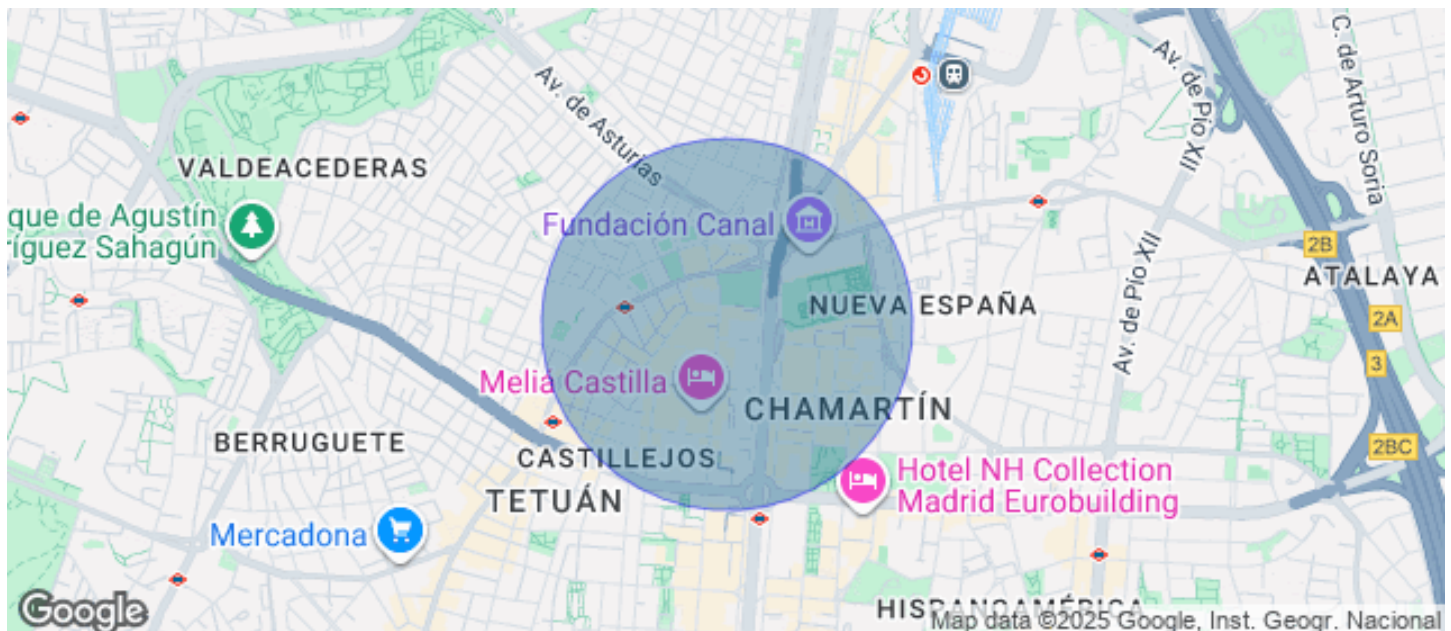 C. de Arturo Soria
Av. de Pío XII
Av. de Asturias
VALDEACEDERAS
que de Agustín
ríguez Sahagún
Fundación Canal
2B
ATALAYA
NUEVA ESPAÑA
Av. de Pío XII
2A
3
Meliá Castilla
CHAMARTÍN
BERRUGUETE
CASTILLEJOS
2BC
TETUÁN
Hotel NH Collection
Madrid Eurobuilding
Mercadona
Google
HISPANOAMÉRICA
Map data ©2025 Google, Inst. Geogr. Nacional